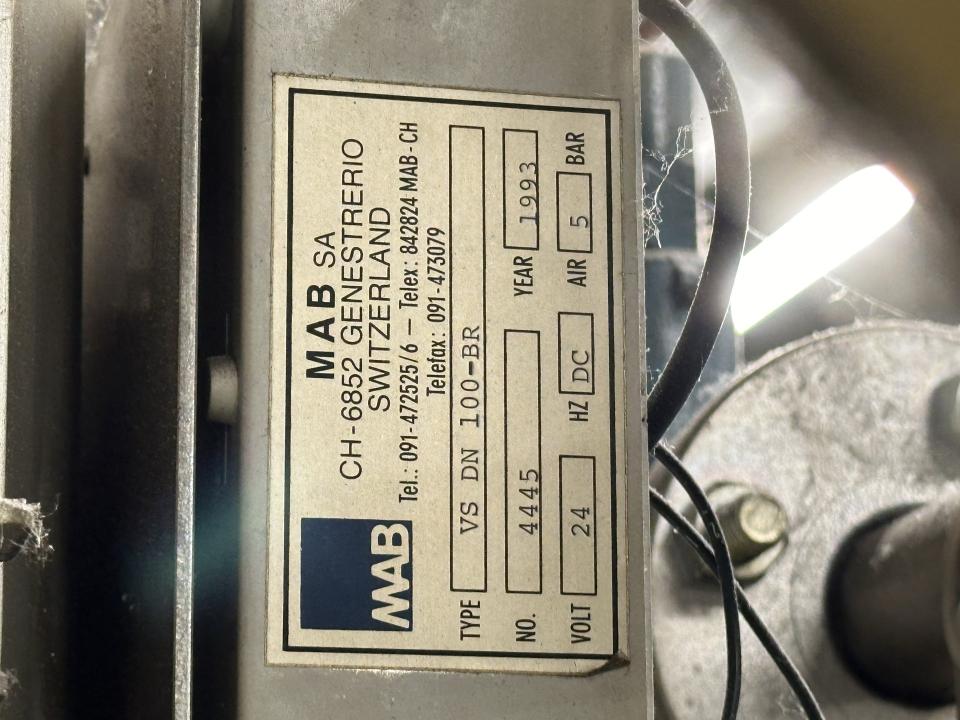 MAB
MAB SA
CH-6852 GENESTRERIO
SWITZERLAND
Tel.: 091-472525/6 — Telex: 842824 MAB-CH
Telefax: 091-473079
TYPE VS DN 100-BR
NO. 4445 YEAR 1993
VOLT 24 HZ DC AIR 5 BAR